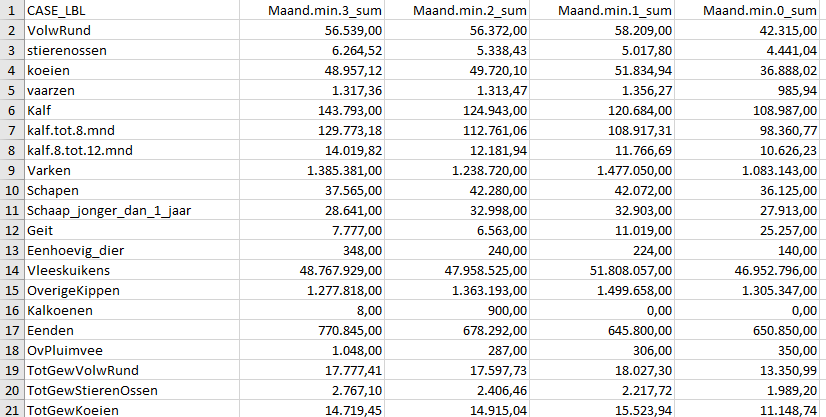 1 CASE_LBL Maand.min.3_sum Maand.min.2_sum Maand.min.1_sum Maand.min.0_sum
2 VolwRund 56.539,00 56.372,00 58.209,00 42.315,00
3 stierenossen 6.264,52 5.338,43 5.017,80 4.441,04
4 koeien 48.957,12 49.720,10 51.834,94 36.888,02
5 vaarzen 1.317,36 1.313,47 1.356,27 985,94
6 Kalf 143.793,00 124.943,00 120.684,00 108.987,00
7 kalf.tot.8.mnd 129.773,18 112.761,06 108.917,31 98.360,77
8 kalf.8.tot.12.mnd 14.019,82 12.181,94 11.766,69 10.626,23
9 Varken 1.385.381,00 1.238.720,00 1.477.050,00 1.083.143,00
10 Schapen 37.565,00 42.280,00 42.072,00 36.125,00
11 Schaap_jonger_dan_1_jaar 28.641,00 32.998,00 32.903,00 27.913,00
12 Geit 7.777,00 6.563,00 11.019,00 25.257,00
13 Eenhoevig_dier 348,00 240,00 224,00 140,00
14 Vleeskuikens 48.767.929,00 47.958.525,00 51.808.057,00 46.952.796,00
15 OverigeKippen 1.277.818,00 1.363.193,00 1.499.658,00 1.305.347,00
16 Kalkoenen 8,00 900,00 0,00 0,00
17 Eenden 770.845,00 678.292,00 645.800,00 650.850,00
18 OvPluimvee 1.048,00 287,00 306,00 350,00
19 TotGewVolwRund 17.777,41 17.597,73 18.027,30 13.350,99
20 TotGewStierenOssen 2.767,10 2.406,46 2.217,72 1.989,20
21 TotGewKoeien 14.719,45 14.915,04 15.523,94 11.148,74